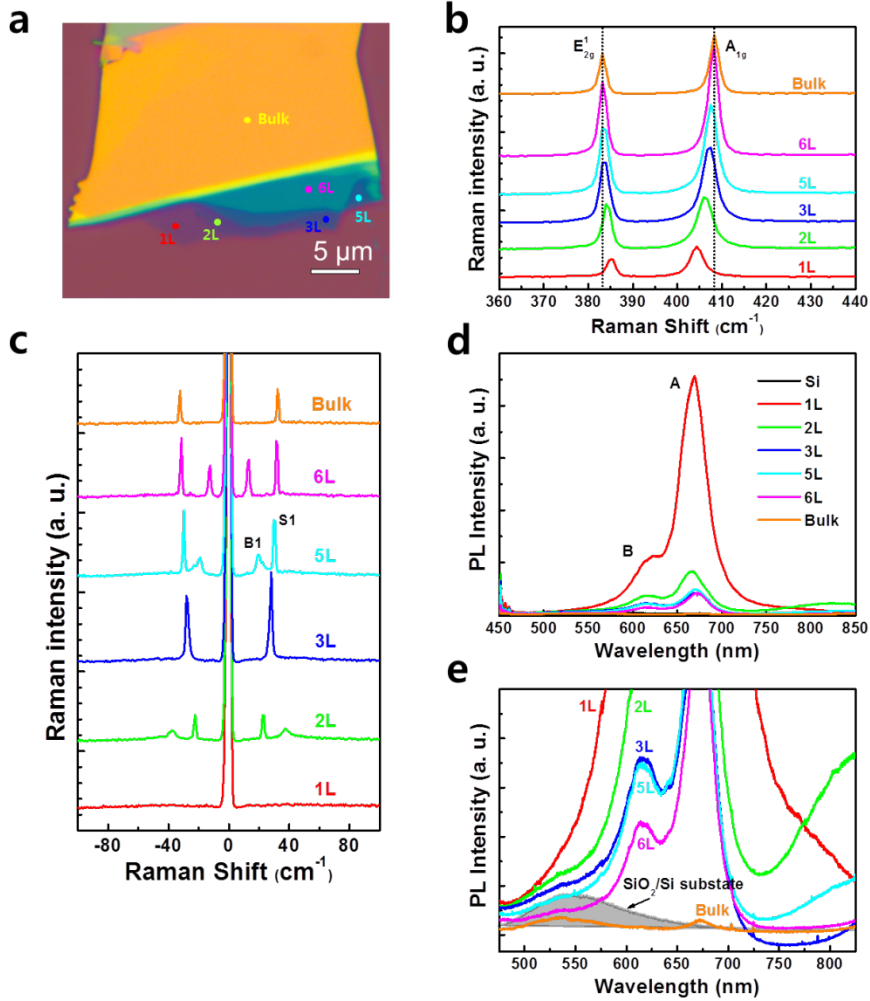 a
Bulk
6L
5L
3L
2L
1L
5 μm
b
E¹₂g
A₁g
Bulk
6L
5L
3L
2L
1L
Raman intensity (a. u.)
360 370 380 390 400 410 420 430 440
Raman Shift (cm⁻¹)
c
Bulk
6L
S1
B1
5L
3L
2L
1L
Raman intensity (a. u.)
-80 -40 0 40 80
Raman Shift (cm⁻¹)
d
A
B
Si
1L
2L
3L
5L
6L
Bulk
PL Intensity (a. u.)
450 500 550 600 650 700 750 800 850
Wavelength (nm)
e
1L
2L
3L
5L
6L
SiO₂/Si substate
Bulk
PL Intensity (a. u.)
500 550 600 650 700 750 800
Wavelength (nm)